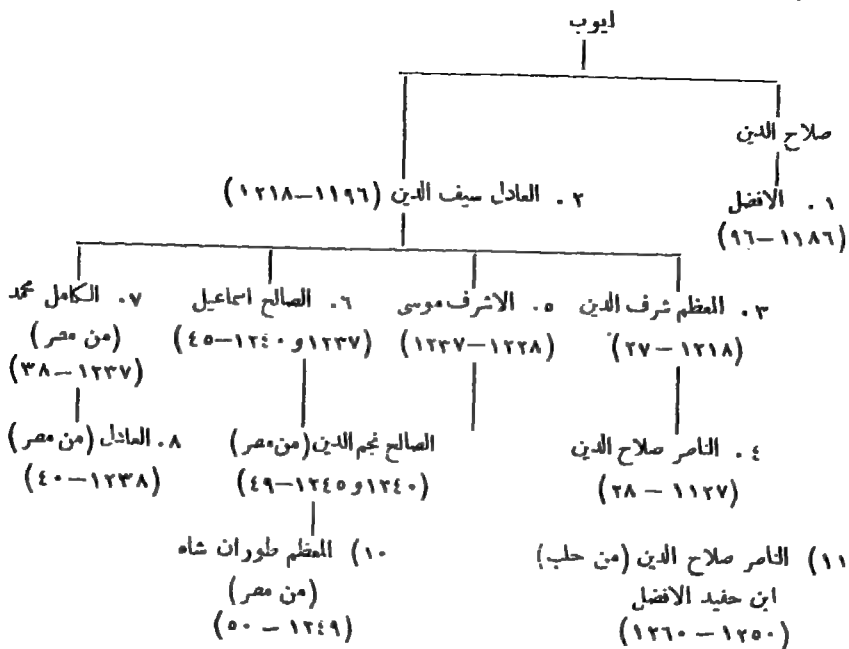 ايوب
صلاح الدين
١ . الافضل
(١١٨٦–٩٦)
٢ . العادل سيف الدين (١١٩٦–١٢١٨)
٣ . المعظم شرف الدين
(١٢١٨–٢٧)
٥ . الاشرف موسى
(١٢٢٨–١٢٣٧)
٦ . الصالح اسماعيل
(١٢٣٧ و ١٢٤٠–٤٥)
٧ . الكامل محمد
(من مصر)
(١٢٣٧–٣٨)
٤ . الناصر صلاح الدين
(١١٢٧ – ٢٨)
الصالح نجم الدين (من مصر)
(١٢٤٠ و ١٢٤٥–٤٩)
٨ . العادل (من مصر)
(١٢٣٨–٤٠)
١١) الناصر صلاح الدين (من حلب)
ابن حفيد الافضل
(١٢٥٠–١٢٦٠)
١٠) المعظم طوران شاه
(من مصر)
(١٢٤٩ – ٥٠)